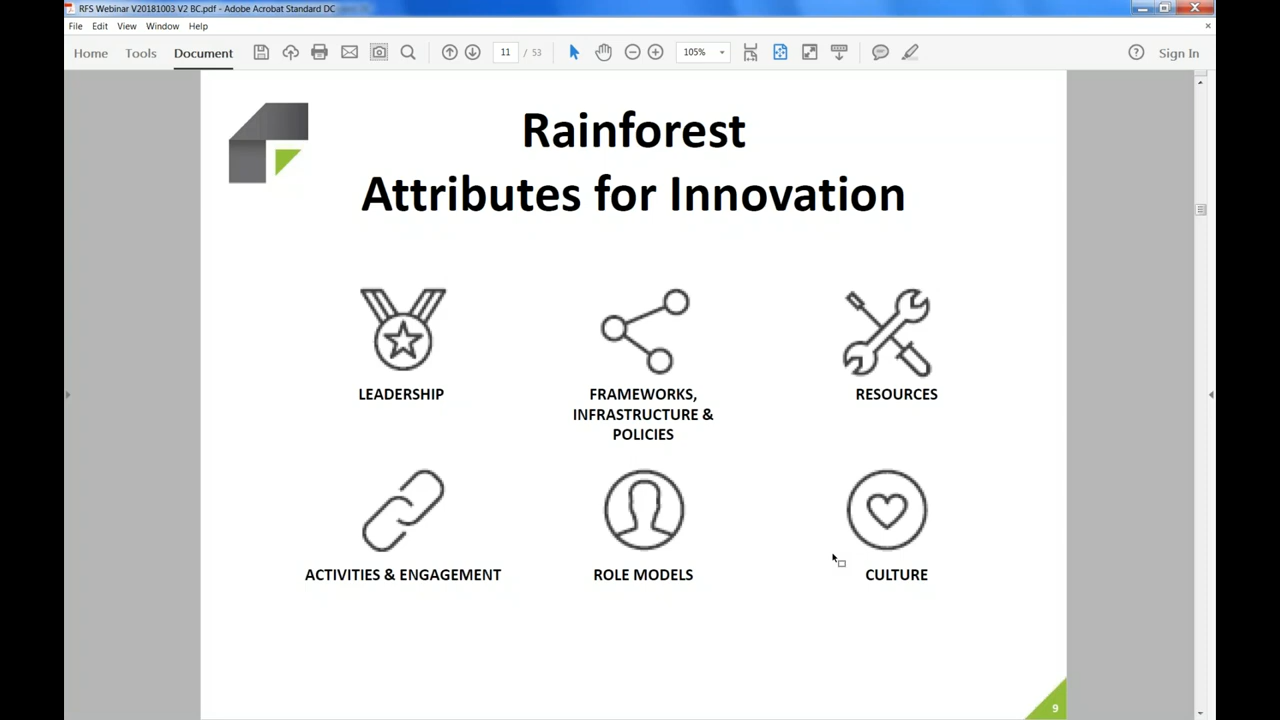 RFS Webinar V20181003 V2 BC.pdf - Adobe Acrobat Standard DC
File Edit View Window Help
Home Tools Document 11 / 53 105% Sign In
Rainforest
Attributes for Innovation
LEADERSHIP
FRAMEWORKS,
INFRASTRUCTURE &
POLICIES
RESOURCES
ACTIVITIES & ENGAGEMENT
ROLE MODELS
CULTURE
9